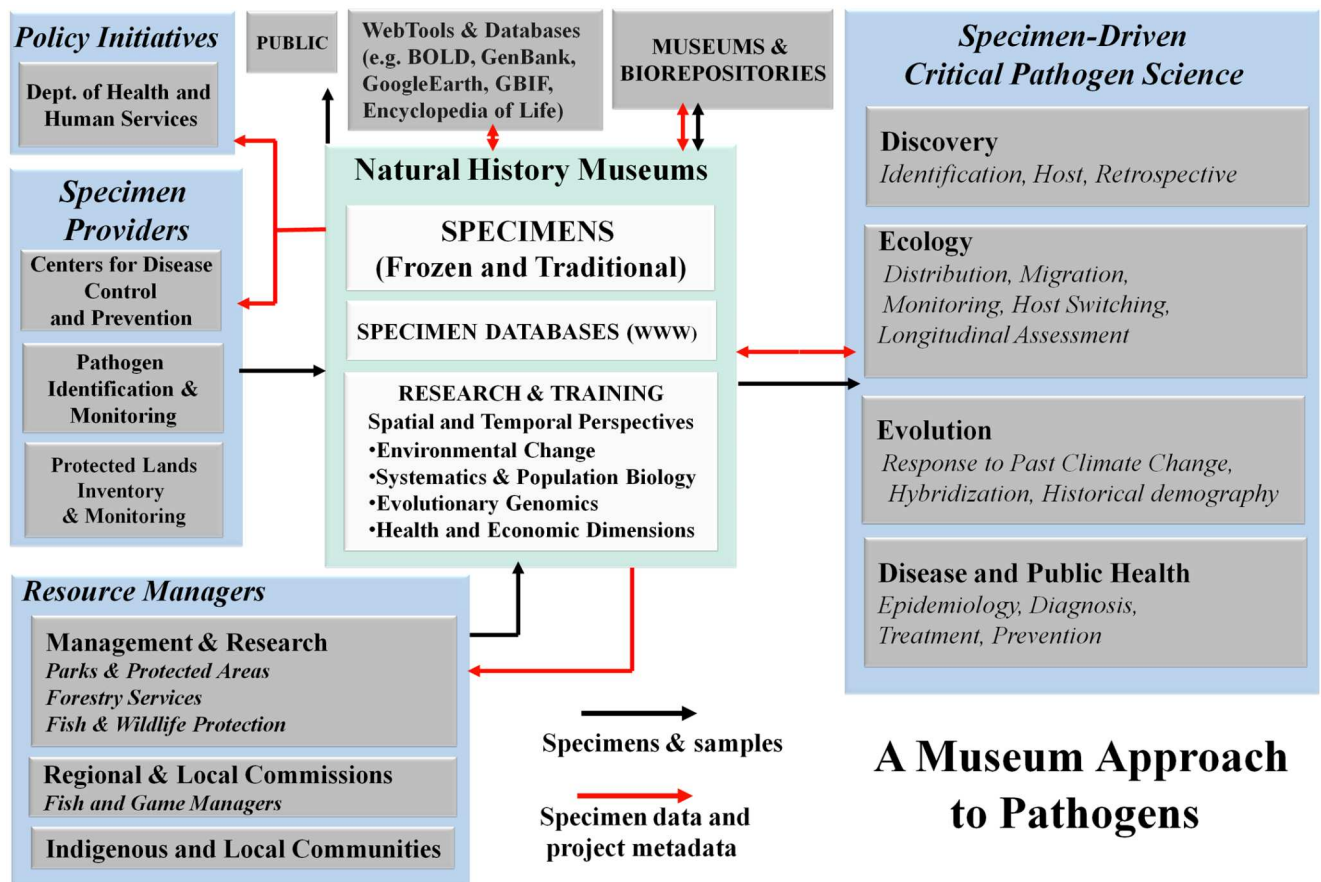 Policy Initiatives
Dept. of Health and
Human Services
PUBLIC
WebTools & Databases
(e.g. BOLD, GenBank,
GoogleEarth, GBIF,
Encyclopedia of Life)
MUSEUMS &
BIOREPOSITORIES
Specimen-Driven
Critical Pathogen Science
Discovery
Identification, Host, Retrospective
Ecology
Distribution, Migration,
Monitoring, Host Switching,
Longitudinal Assessment
Evolution
Response to Past Climate Change,
Hybridization, Historical demography
Disease and Public Health
Epidemiology, Diagnosis,
Treatment, Prevention
Specimen
Providers
Centers for Disease
Control
and Prevention
Pathogen
Identification &
Monitoring
Protected Lands
Inventory
& Monitoring
Natural History Museums
SPECIMENS
(Frozen and Traditional)
SPECIMEN DATABASES (WWW)
RESEARCH & TRAINING
Spatial and Temporal Perspectives
•Environmental Change
•Systematics & Population Biology
•Evolutionary Genomics
•Health and Economic Dimensions
Resource Managers
Management & Research
Parks & Protected Areas
Forestry Services
Fish & Wildlife Protection
Regional & Local Commissions
Fish and Game Managers
Indigenous and Local Communities
Specimens & samples
Specimen data and
project metadata
A Museum Approach
to Pathogens